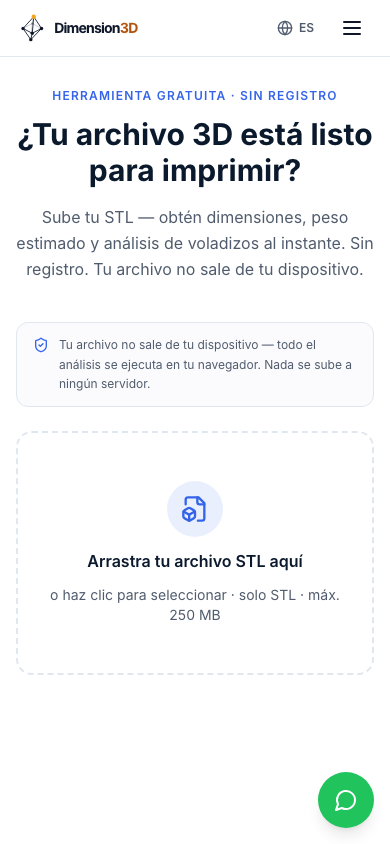 Dimension3D
ES
HERRAMIENTA GRATUITA · SIN REGISTRO
¿Tu archivo 3D está listo
para imprimir?
Sube tu STL — obtén dimensiones, peso
estimado y análisis de voladizos al instante. Sin
registro. Tu archivo no sale de tu dispositivo.
Tu archivo no sale de tu dispositivo — todo el
análisis se ejecuta en tu navegador. Nada se sube a
ningún servidor.
Arrastra tu archivo STL aquí
o haz clic para seleccionar · solo STL · máx.
250 MB